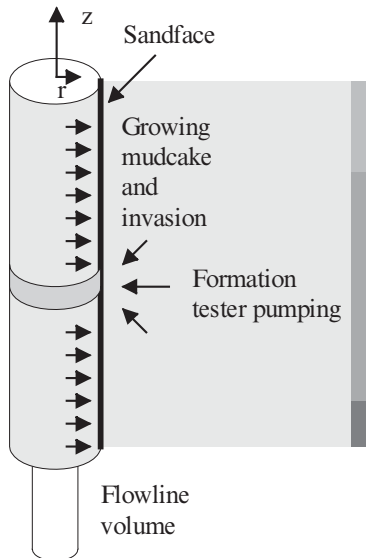 z
Sandface
r
Growing
mudcake
and
invasion
Formation
tester pumping
Flowline
volume